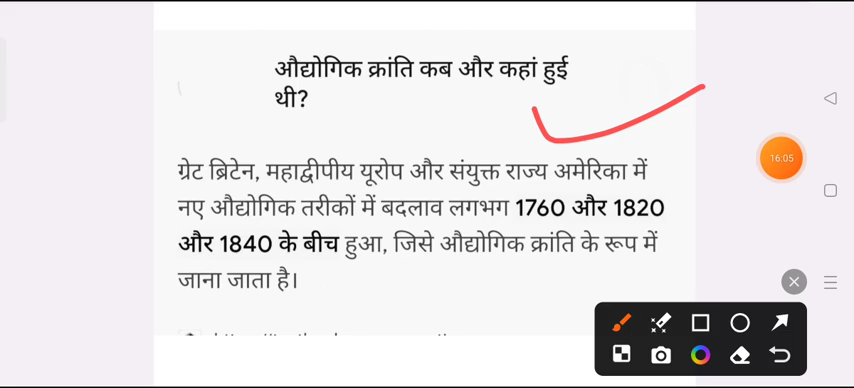 औद्योगिक क्रांति कब और कहां हुई
थी?
ग्रेट ब्रिटेन, महाद्वीपीय यूरोप और संयुक्त राज्य अमेरिका में
नए औद्योगिक तरीकों में बदलाव लगभग 1760 और 1820
और 1840 के बीच हुआ, जिसे औद्योगिक क्रांति के रूप में
जाना जाता है।
16:05